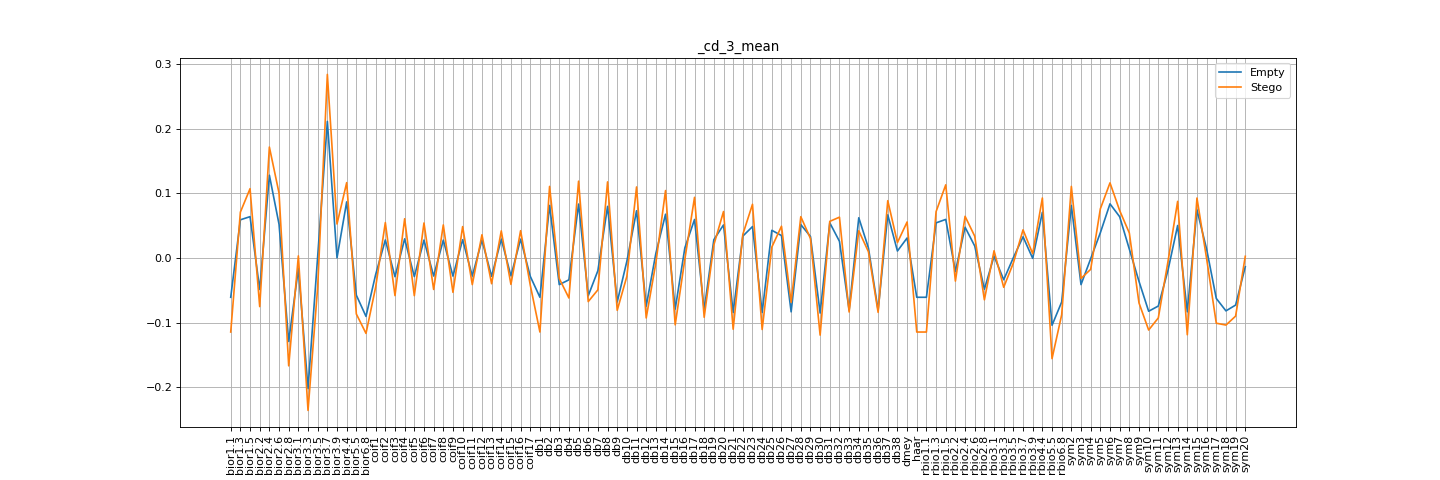 _cd_3_mean
Empty
Stego
0.3
0.2
0.1
0.0
−0.1
−0.2
bior1.1
bior1.3
bior1.5
bior2.2
bior2.4
bior2.6
bior2.8
bior3.1
bior3.3
bior3.5
bior3.7
bior3.9
bior4.4
bior5.5
bior6.8
coif1
coif2
coif3
coif4
coif5
coif6
coif7
coif8
coif9
coif10
coif11
coif12
coif13
coif14
coif15
coif16
coif17
db1
db2
db3
db4
db5
db6
db7
db8
db9
db10
db11
db12
db13
db14
db15
db16
db17
db18
db19
db20
db21
db22
db23
db24
db25
db26
db27
db28
db29
db30
db31
db32
db33
db34
db35
db36
db37
db38
dmey
haar
rbio1.1
rbio1.3
rbio1.5
rbio2.2
rbio2.4
rbio2.6
rbio2.8
rbio3.1
rbio3.3
rbio3.5
rbio3.7
rbio3.9
rbio4.4
rbio5.5
rbio6.8
sym2
sym3
sym4
sym5
sym6
sym7
sym8
sym9
sym10
sym11
sym12
sym13
sym14
sym15
sym16
sym17
sym18
sym19
sym20